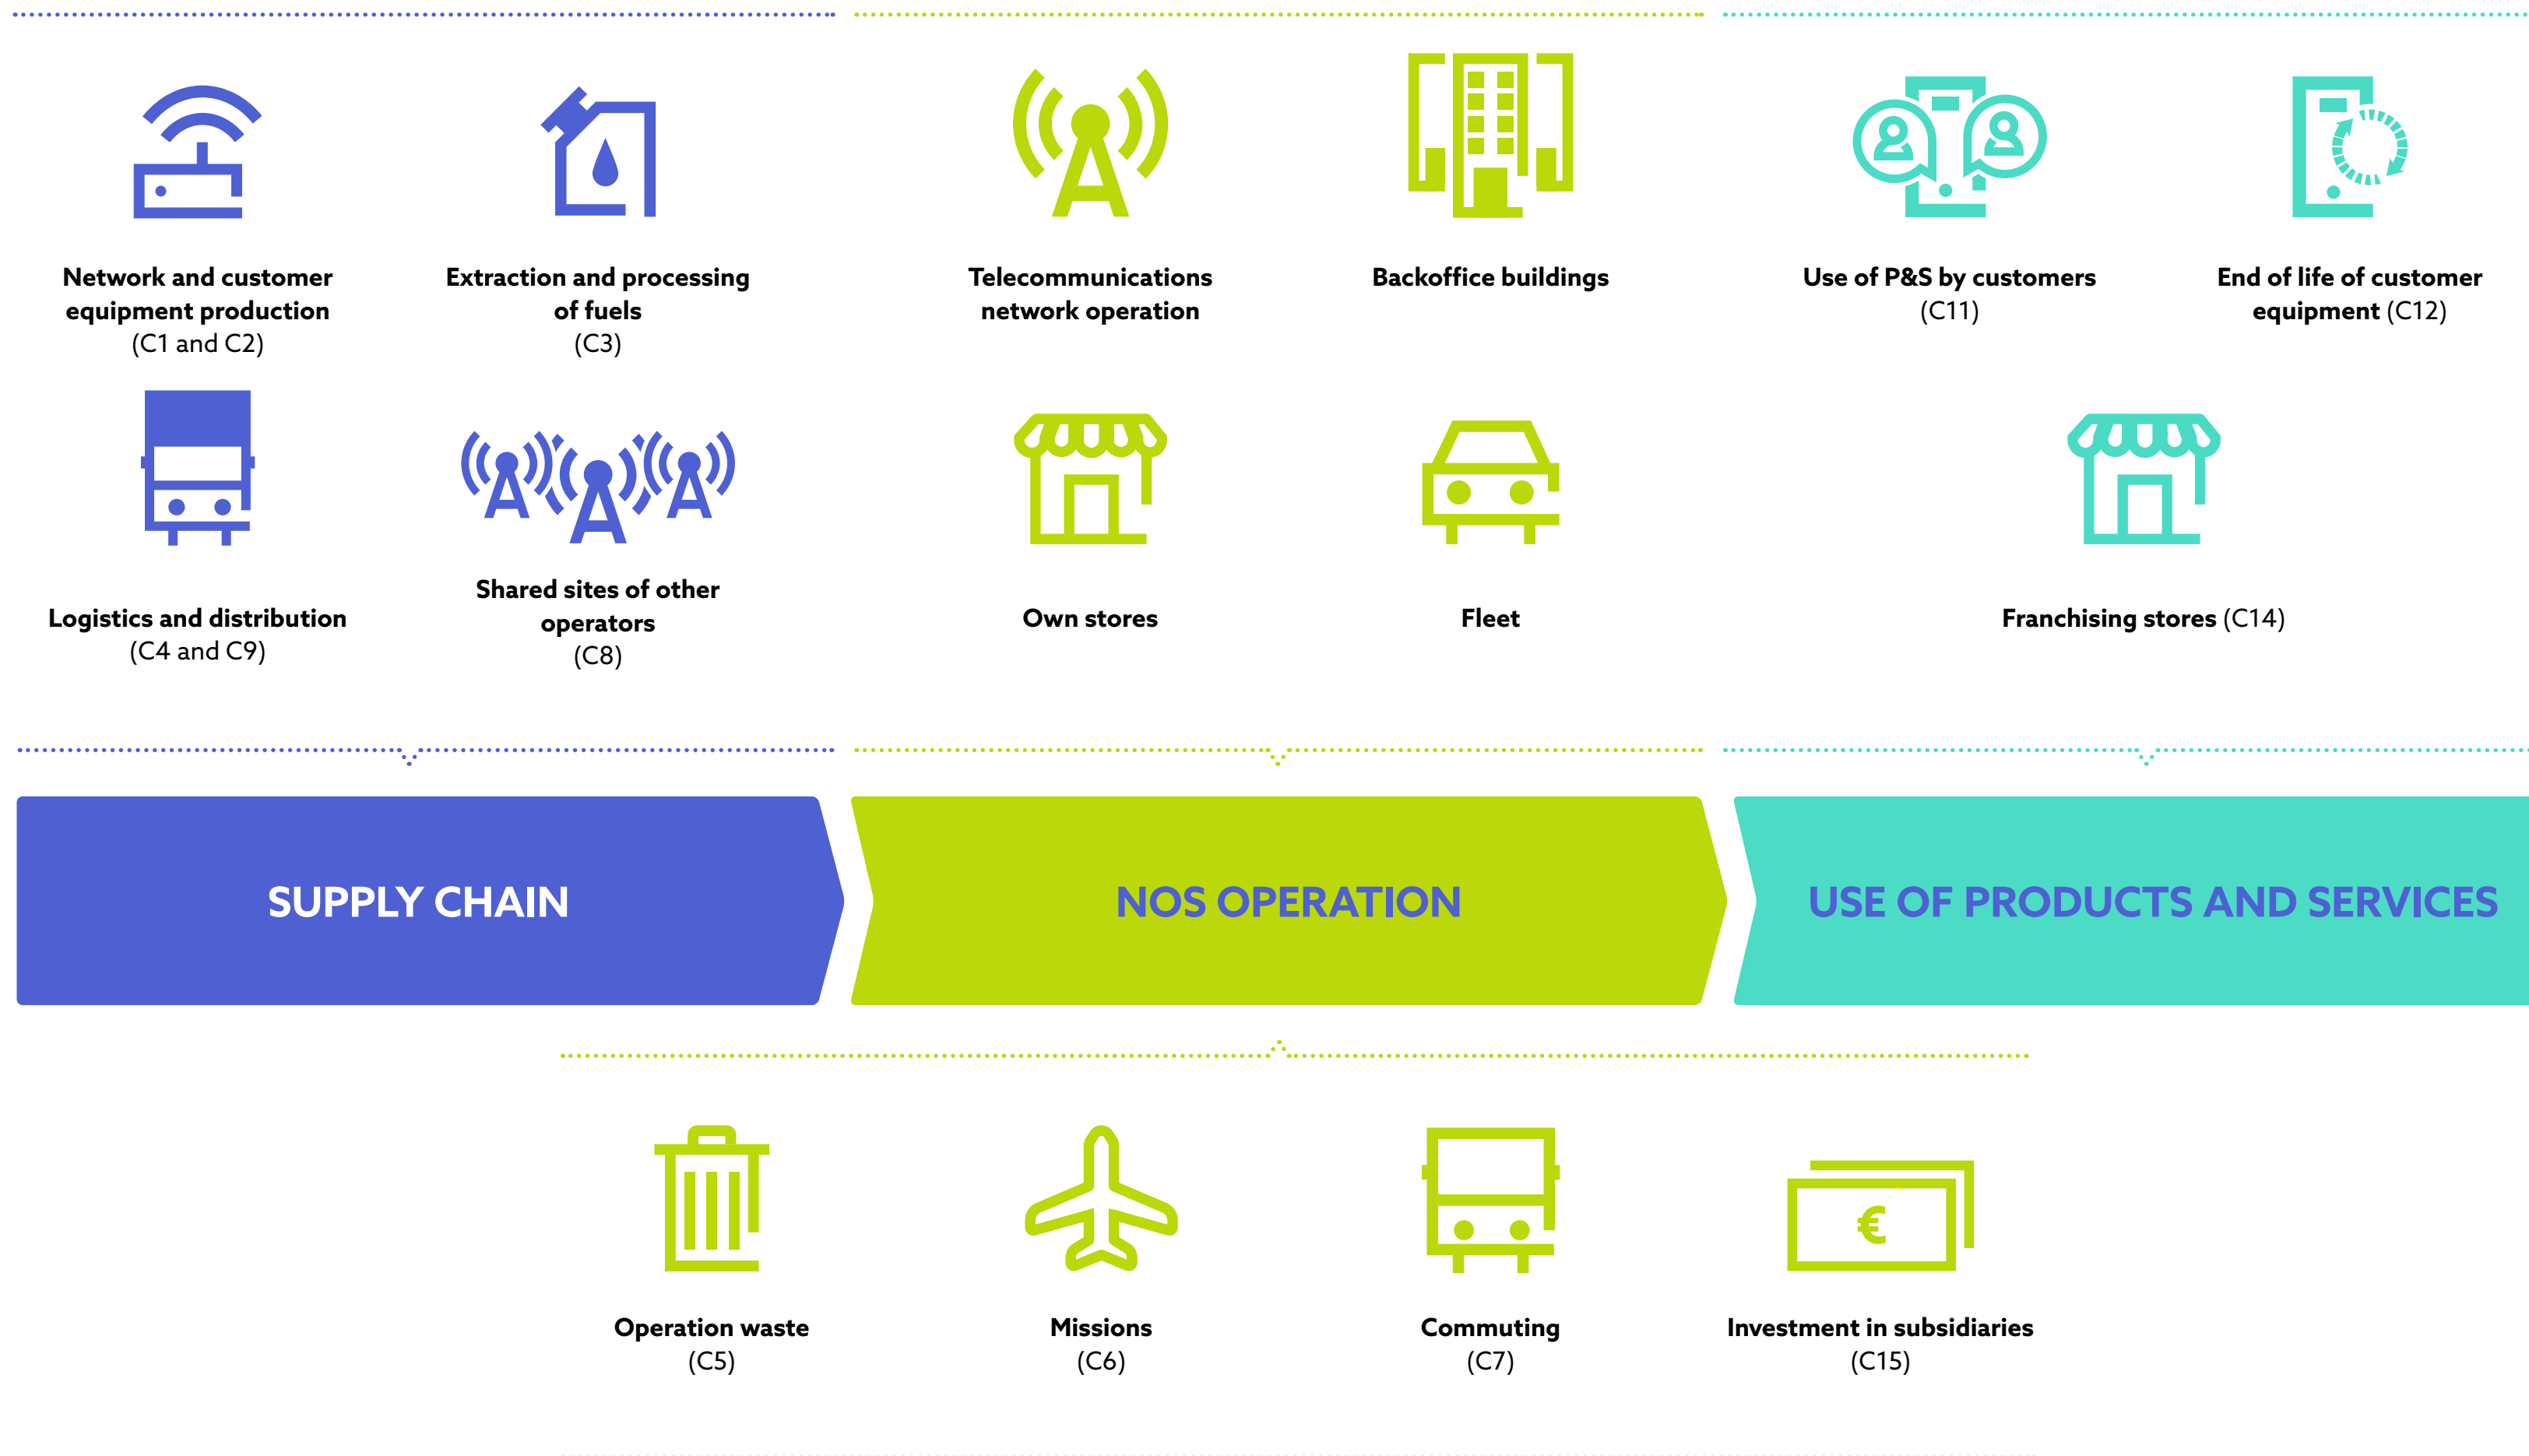 Network and customer
equipment production
(C1 and C2)
Extraction and processing
of fuels
(C3)
Telecommunications
network operation
Backoffice buildings
Use of P&S by customers
(C11)
End of life of customer
equipment (C12)
Logistics and distribution
(C4 and C9)
Shared sites of other
operators
(C8)
Own stores
Fleet
Franchising stores (C14)
SUPPLY CHAIN
NOS OPERATION
USE OF PRODUCTS AND SERVICES
€
Operation waste
(C5)
Missions
(C6)
Commuting
(C7)
Investment in subsidiaries
(C15)